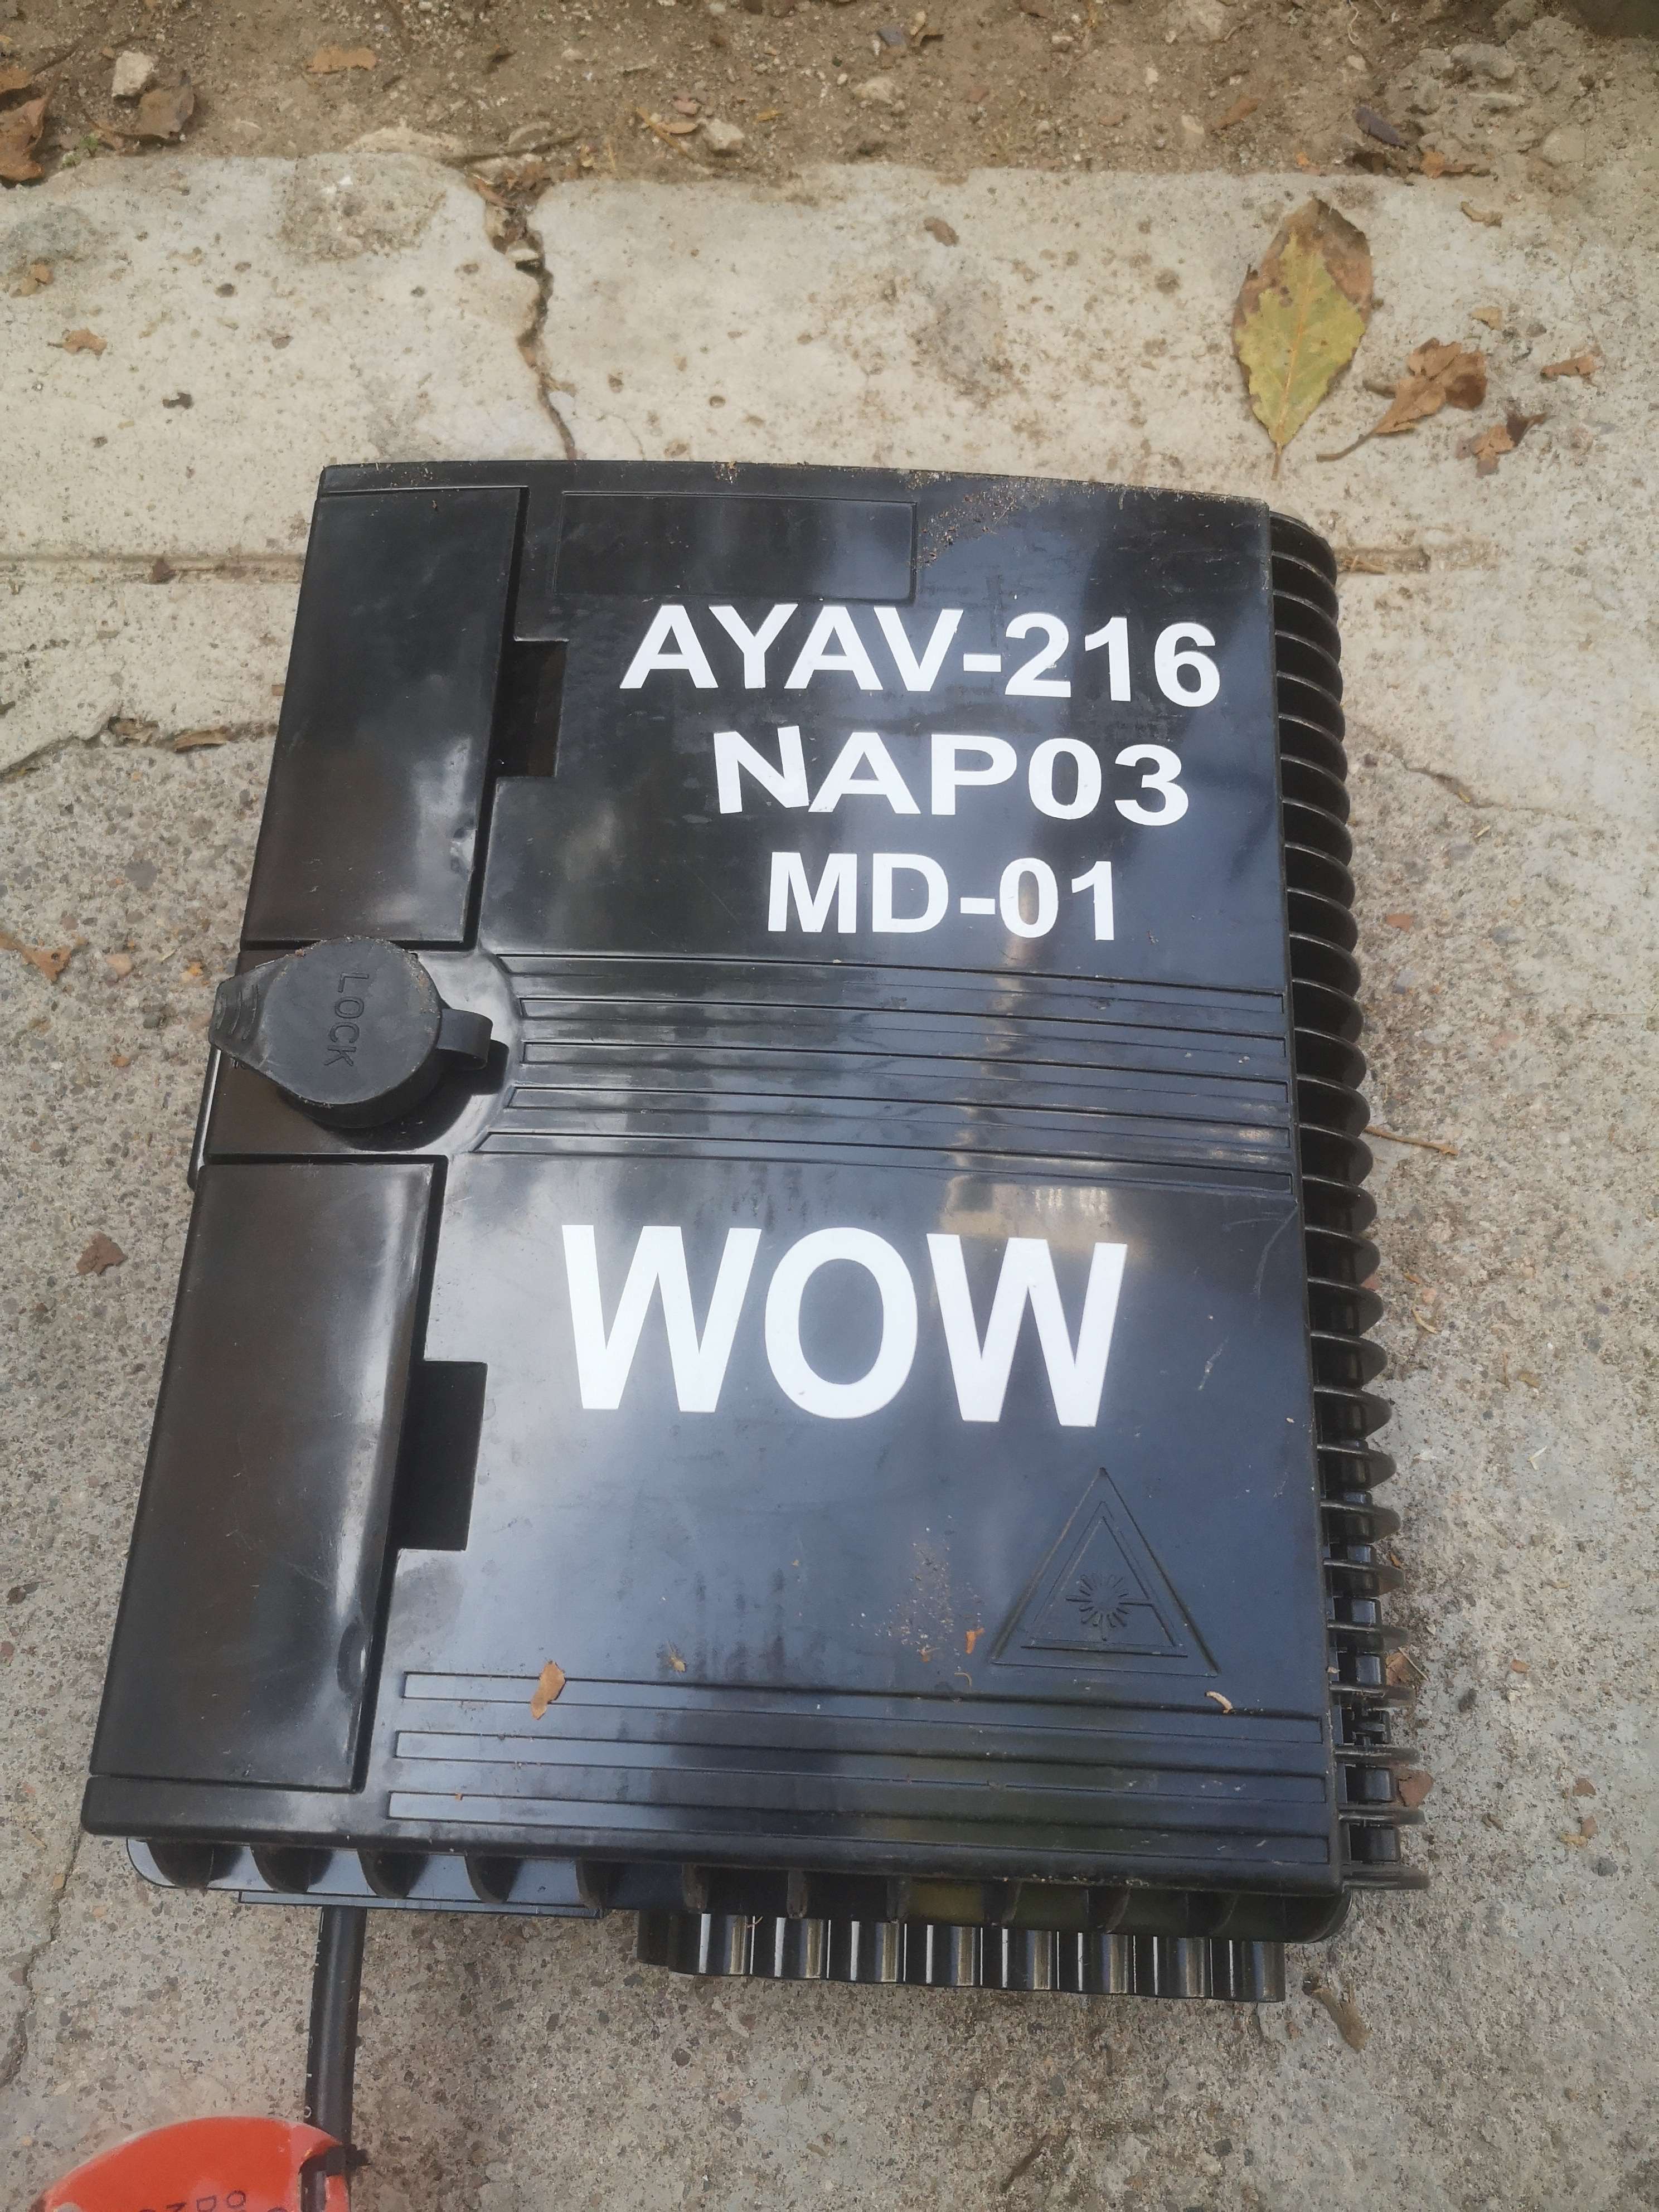 AYAV-216
NAP03
MD-01
LOCK
WOW